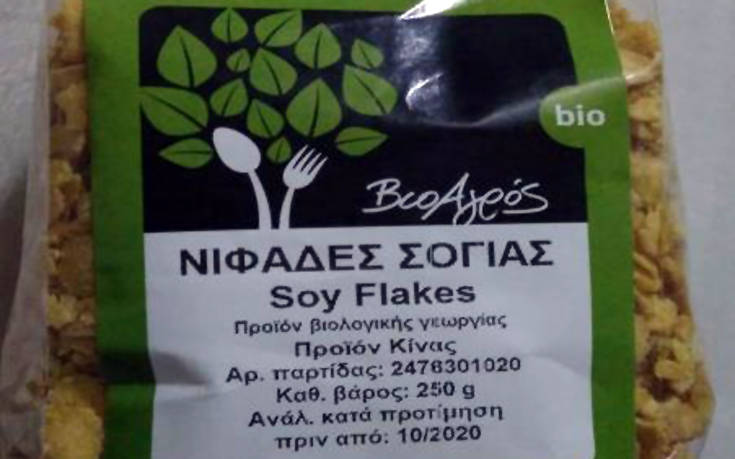 bio
ΒιοΑγρός
ΝΙΦΑΔΕΣ ΣΟΓΙΑΣ
Soy Flakes
Προϊόν βιολογικής γεωργίας
Προϊόν Κίνας
Αρ. παρτίδας: 2478301020
Καθ. βάρος: 250 g
Ανάλ. κατά προτίμηση
πριν από: 10/2020